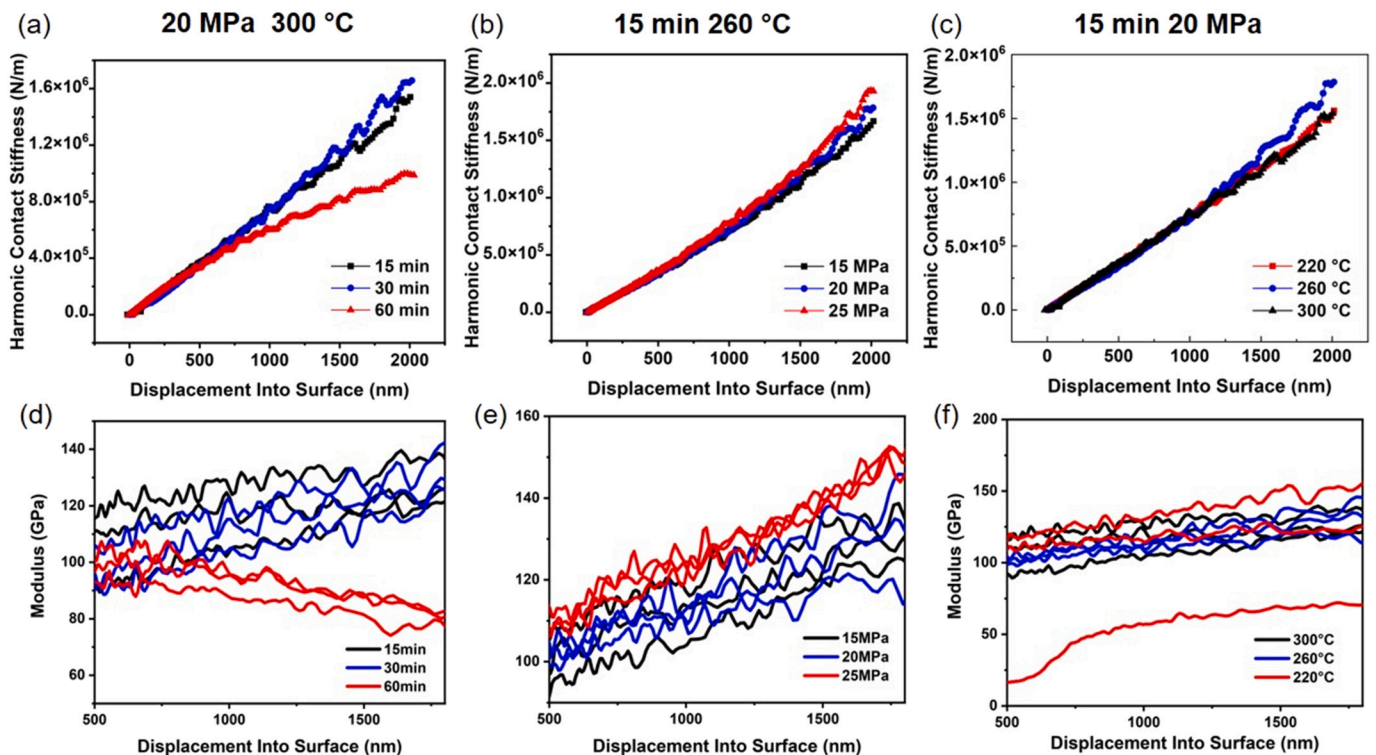 (a) 20 MPa 300 °C
(b) 15 min 260 °C
(c) 15 min 20 MPa
Harmonic Contact Stiffness (N/m)
1.6×10⁶
1.2×10⁶
8.0×10⁵
4.0×10⁵
0.0
15 min
30 min
60 min
0 500 1000 1500 2000
Displacement Into Surface (nm)
Harmonic Contact Stiffness (N/m)
2.0×10⁶
1.5×10⁶
1.0×10⁶
5.0×10⁵
0.0
15 MPa
20 MPa
25 MPa
0 500 1000 1500 2000
Displacement Into Surface (nm)
Harmonic Contact Stiffness (N/m)
2.0×10⁶
1.5×10⁶
1.0×10⁶
5.0×10⁵
0.0
220 °C
260 °C
300 °C
0 500 1000 1500 2000
Displacement Into Surface (nm)
(d)
Modulus (GPa)
140
120
100
80
60
15min
30min
60min
500 1000 1500
Displacement Into Surface (nm)
(e)
160
140
120
100
15MPa
20MPa
25MPa
500 1000 1500
Displacement Into Surface (nm)
(f)
Modulus (GPa)
200
150
100
50
0
300°C
260°C
220°C
500 1000 1500
Displacement Into Surface (nm)